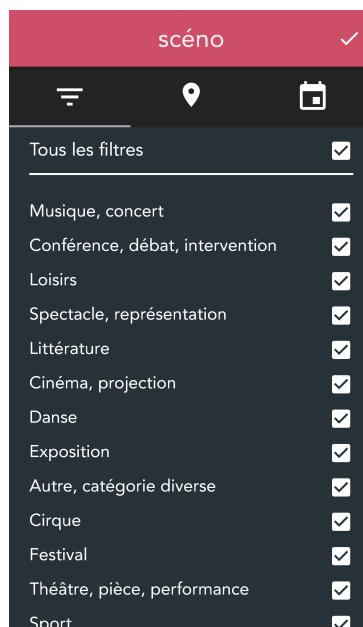 scéno
Tous les filtres
Musique, concert
Conférence, débat, intervention
Loisirs
Spectacle, représentation
Littérature
Cinéma, projection
Danse
Exposition
Autre, catégorie diverse
Cirque
Festival
Théâtre, pièce, performance
Sport